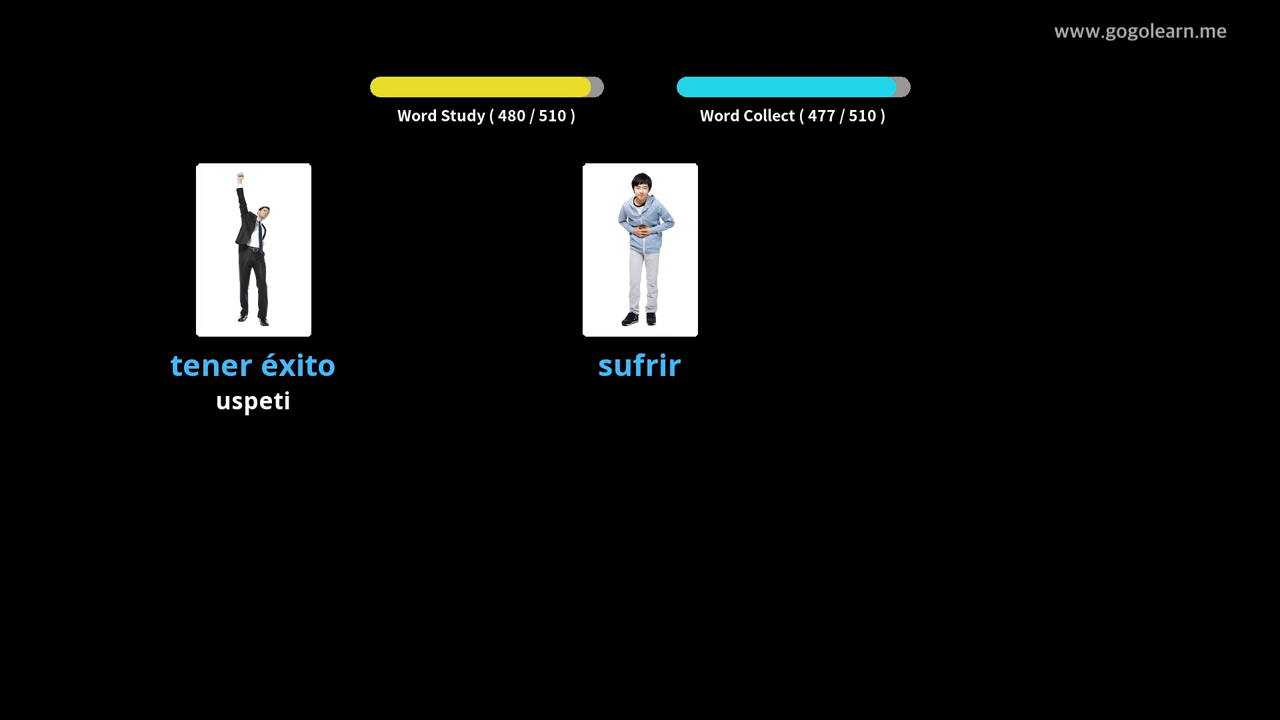 www.gogolearn.me
Word Study ( 480 / 510 )
Word Collect ( 477 / 510 )
tener éxito
uspeti
sufrir